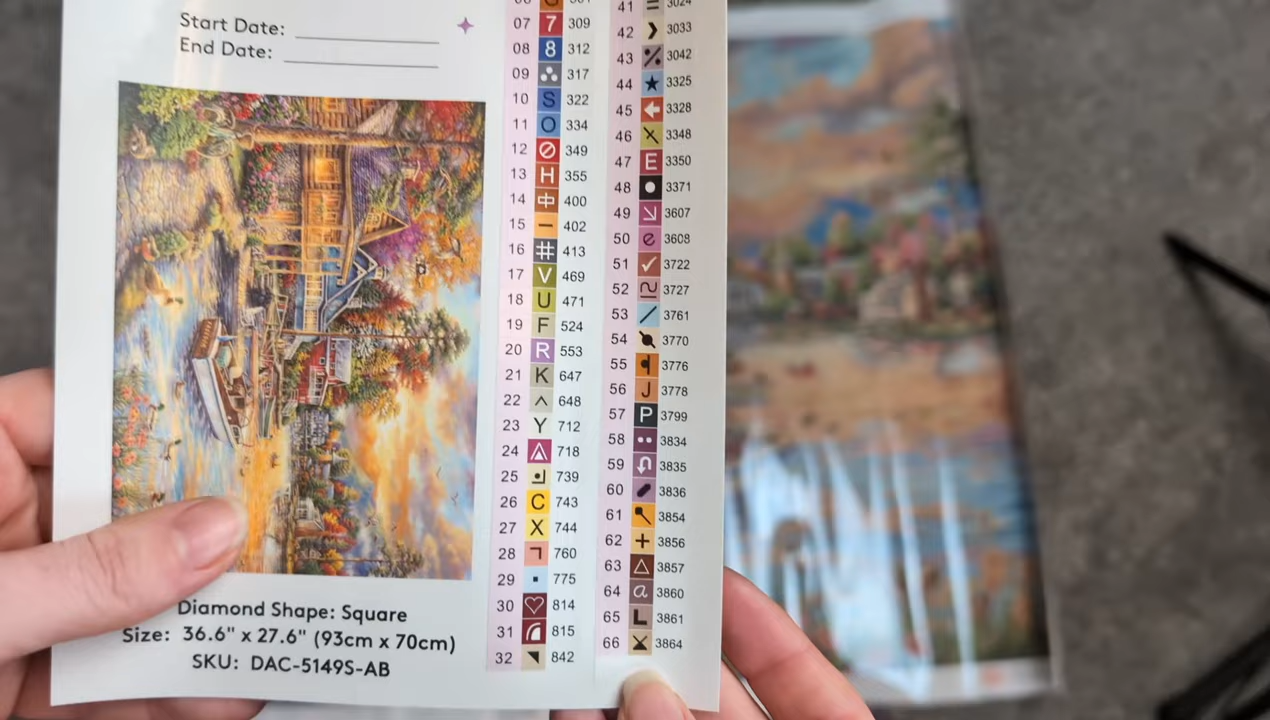 Start Date:
End Date:
07 7 309
08 8 312
09 317
10 S 322
11 O 334
12 349
13 H 355
14 中 400
15 − 402
16 # 413
17 V 469
18 U 471
19 F 524
20 R 553
21 K 647
22 ^ 648
23 Y 712
24 718
25 739
26 C 743
27 X 744
28 760
29 775
30 ♡ 814
31 815
32 842
41 = 3024
42 3033
43 3042
44 ★ 3325
45 3328
46 3348
47 E 3350
48 3371
49 3607
50 e 3608
51 ✓ 3722
52 3727
53 / 3761
54 3770
55 3776
56 J 3778
57 P 3799
58 3834
59 3835
60 3836
61 3854
62 + 3856
63 △ 3857
64 a 3860
65 L 3861
66 3864
Diamond Shape: Square
Size: 36.6" x 27.6" (93cm x 70cm)
SKU: DAC-5149S-AB